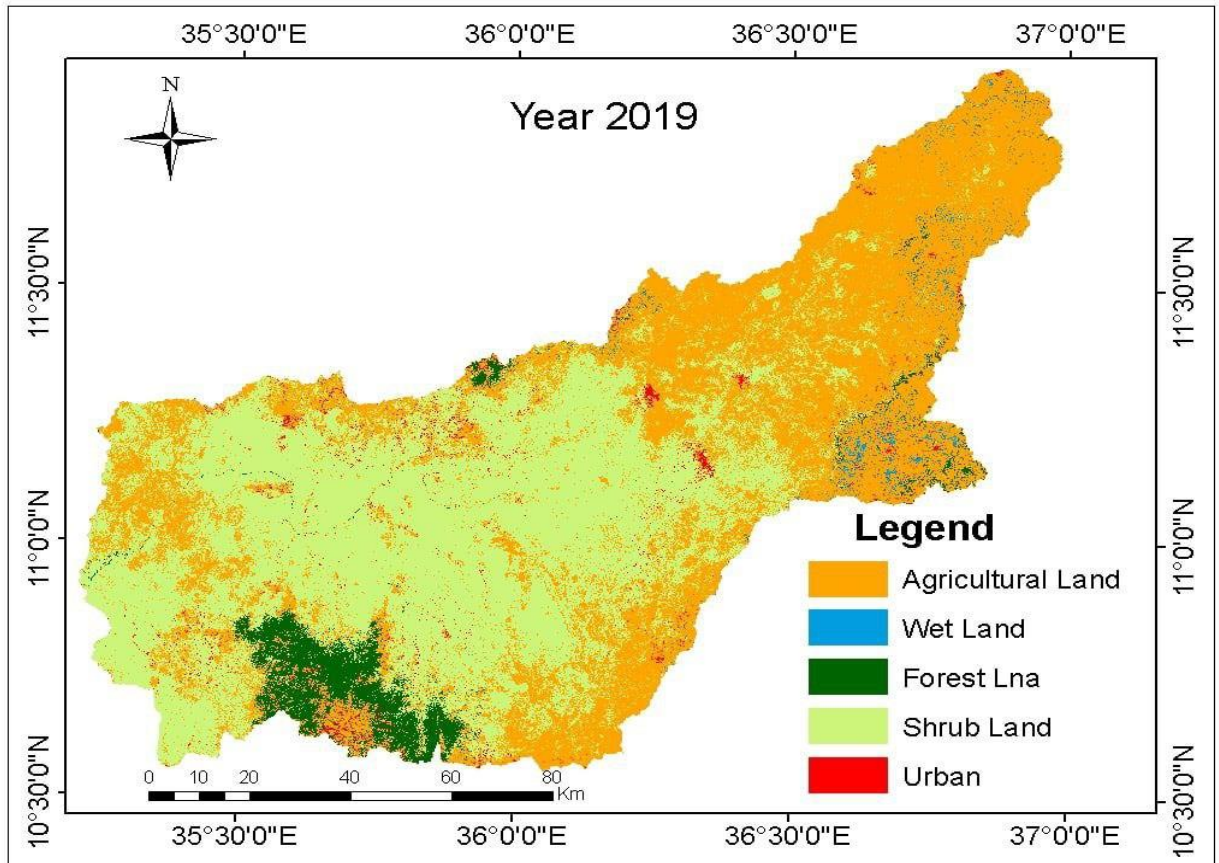 35°30'0"E 36°0'0"E 36°30'0"E 37°0'0"E
N
Year 2019
11°30'0"N
11°30'0"N
11°0'0"N
11°0'0"N
10°30'0"N
10°30'0"N
Legend
Agricultural Land
Wet Land
Forest Lna
Shrub Land
Urban
0 10 20 40 60 80
Km
35°30'0"E 36°0'0"E 36°30'0"E 37°0'0"E